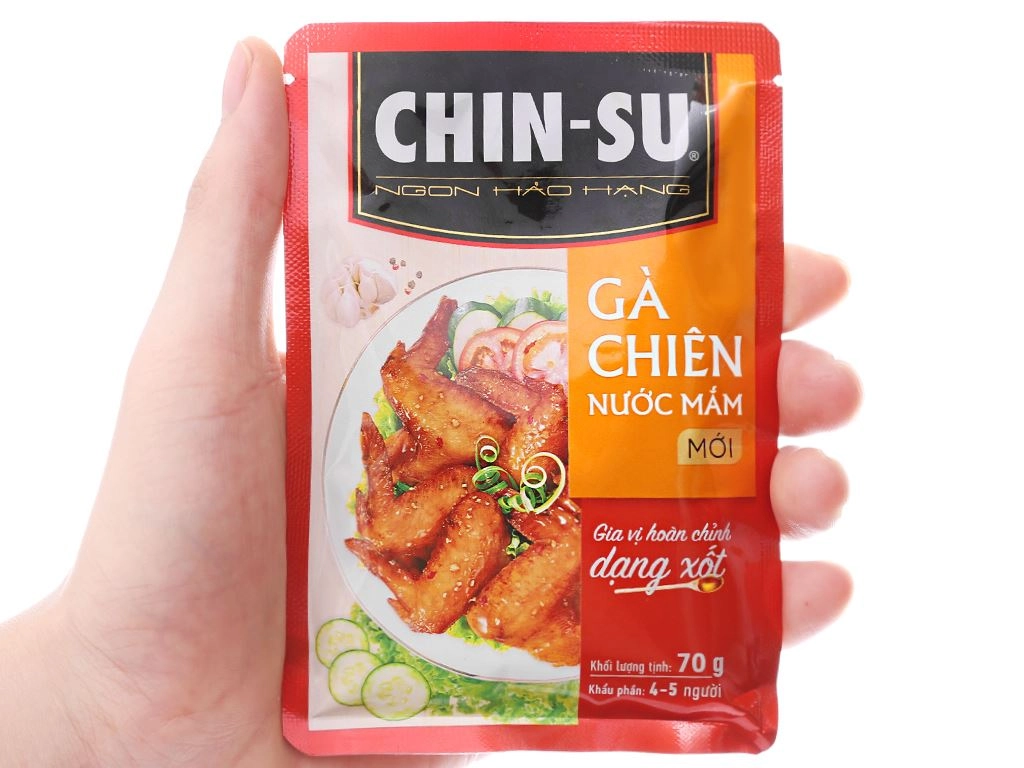 CHIN-SU®
NGON HẢO HẠNG
GÀ
CHIÊN
NƯỚC MẮM
MỚI
Gia vị hoàn chỉnh
dạng xốt
Khối lượng tịnh: 70 g
Khẩu phần: 4-5 người